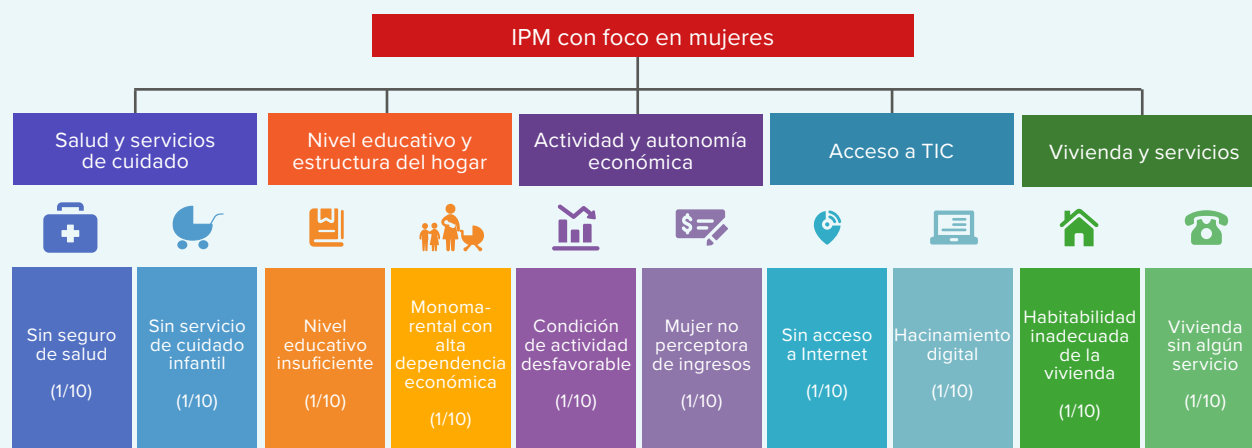 IPM con foco en mujeres
Salud y servicios
de cuidado
Nivel educativo y
estructura del hogar
Actividad y autonomía
económica
Acceso a TIC
Vivienda y servicios
Sin seguro
de salud
(1/10)
Sin servicio
de cuidado
infantil
(1/10)
Nivel
educativo
insuficiente
(1/10)
Monoma-
rental con
alta
dependencia
económica
(1/10)
Condición
de actividad
desfavorable
(1/10)
Mujer no
perceptora
de ingresos
(1/10)
Sin acceso
a Internet
(1/10)
Hacinamiento
digital
(1/10)
Habitabilidad
inadecuada
de la
vivienda
(1/10)
Vivienda
sin algún
servicio
(1/10)